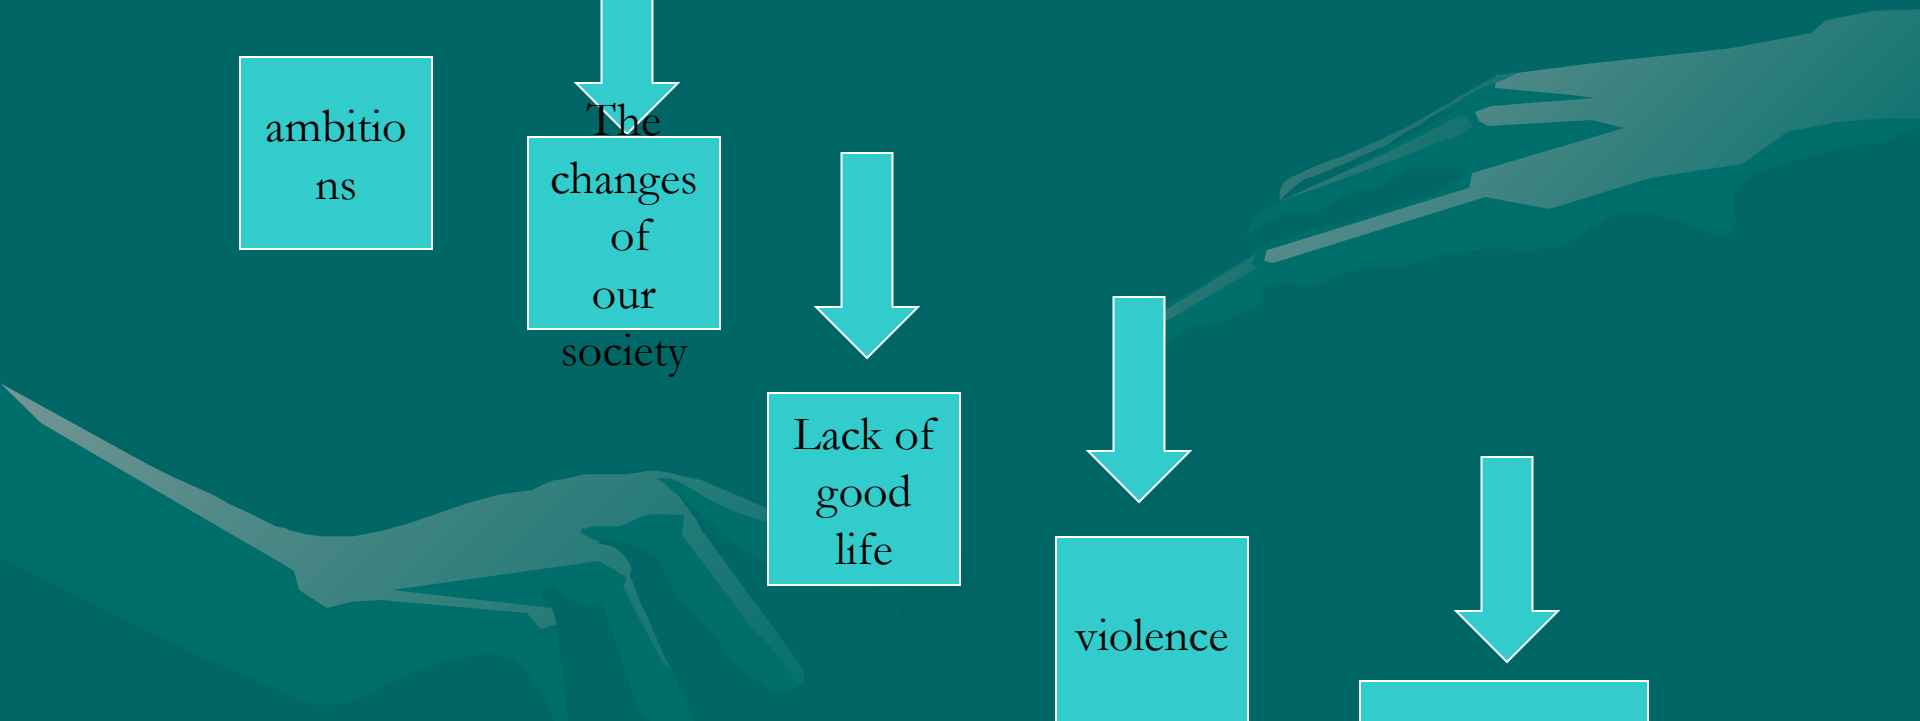 ambitio
ns
The
changes
of
our
society
Lack of
good
life
violence